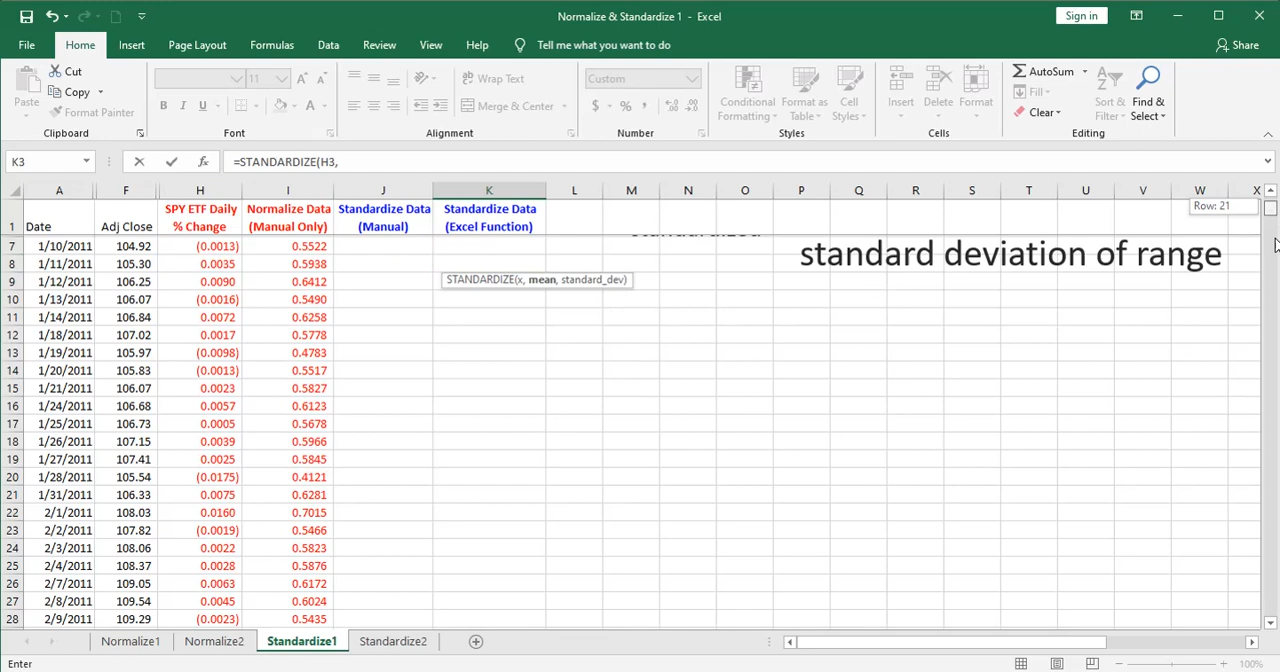 Normalize & Standardize 1 - Excel
Sign in
File Home Insert Page Layout Formulas Data Review View Help Tell me what you want to do Share
Paste
Cut
Copy
Format Painter
Clipboard
11
B I U A
Font
Wrap Text
Merge & Center
Alignment
Custom
$ % ,
Number
Conditional Formatting
Format as Table
Cell Styles
Styles
Insert
Delete
Format
Cells
AutoSum
Fill
Clear
Sort & Filter
Find & Select
Editing
K3 fx =STANDARDIZE(H3,
A F H I J K L M N O P Q R S T U V W X
1 Date Adj Close SPY ETF Daily % Change Normalize Data (Manual Only) Standardize Data (Manual) Standardize Data (Excel Function)
Row: 21
standard deviation of range
STANDARDIZE(x, mean, standard_dev)
7 1/10/2011 104.92 (0.0013) 0.5522
8 1/11/2011 105.30 0.0035 0.5938
9 1/12/2011 106.25 0.0090 0.6412
10 1/13/2011 106.07 (0.0016) 0.5490
11 1/14/2011 106.84 0.0072 0.6258
12 1/18/2011 107.02 0.0017 0.5778
13 1/19/2011 105.97 (0.0098) 0.4783
14 1/20/2011 105.83 (0.0013) 0.5517
15 1/21/2011 106.07 0.0023 0.5827
16 1/24/2011 106.68 0.0057 0.6123
17 1/25/2011 106.73 0.0005 0.5678
18 1/26/2011 107.15 0.0039 0.5966
19 1/27/2011 107.41 0.0025 0.5845
20 1/28/2011 105.54 (0.0175) 0.4121
21 1/31/2011 106.33 0.0075 0.6281
22 2/1/2011 108.03 0.0160 0.7015
23 2/2/2011 107.82 (0.0019) 0.5466
24 2/3/2011 108.06 0.0022 0.5823
25 2/4/2011 108.37 0.0028 0.5876
26 2/7/2011 109.05 0.0063 0.6172
27 2/8/2011 109.54 0.0045 0.6024
28 2/9/2011 109.29 (0.0023) 0.5435
Normalize1 Normalize2 Standardize1 Standardize2
Enter
100%